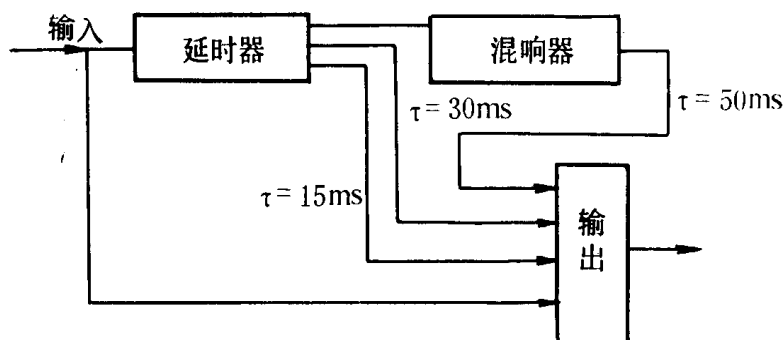 输入
延时器
混响器
τ = 30ms
τ = 50ms
τ = 15ms
输
出